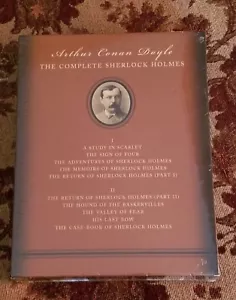 Arthur Conan Doyle
THE COMPLETE SHERLOCK HOLMES
I
A STUDY IN SCARLET
THE SIGN OF FOUR
THE ADVENTURES OF SHERLOCK HOLMES
THE MEMOIRS OF SHERLOCK HOLMES
THE RETURN OF SHERLOCK HOLMES (PART I)
II
THE RETURN OF SHERLOCK HOLMES (PART II)
THE HOUND OF THE BASKERVILLES
THE VALLEY OF FEAR
HIS LAST BOW
THE CASE-BOOK OF SHERLOCK HOLMES